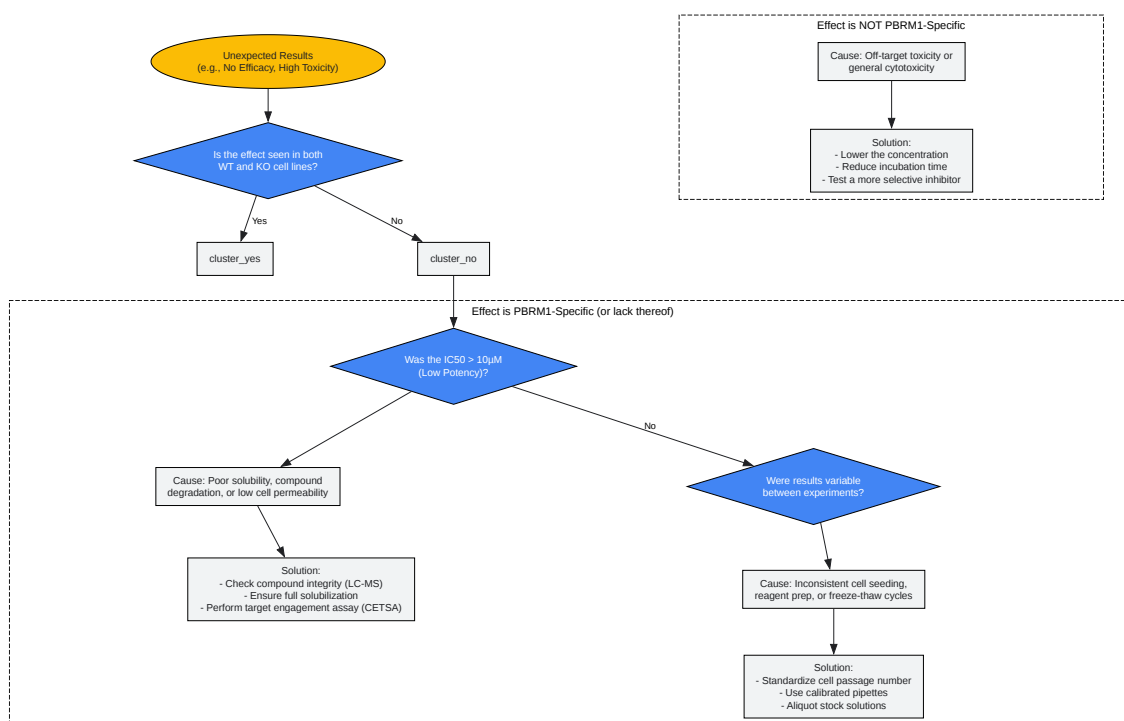 Effect is NOT PBRM1-Specific
Unexpected Results
(e.g., No Efficacy, High Toxicity)
Cause: Off-target toxicity or
general cytotoxicity
Is the effect seen in both
WT and KO cell lines?
Solution:
- Lower the concentration
- Reduce incubation time
- Test a more selective inhibitor
Yes
No
cluster_yes
cluster_no
Effect is PBRM1-Specific (or lack thereof)
Was the IC50 > 10µM
(Low Potency)?
No
Cause: Poor solubility, compound
degradation, or low cell permeability
Were results variable
between experiments?
Solution:
- Check compound integrity (LC-MS)
- Ensure full solubilization
- Perform target engagement assay (CETSA)
Cause: Inconsistent cell seeding,
reagent prep, or freeze-thaw cycles
Solution:
- Standardize cell passage number
- Use calibrated pipettes
- Aliquot stock solutions